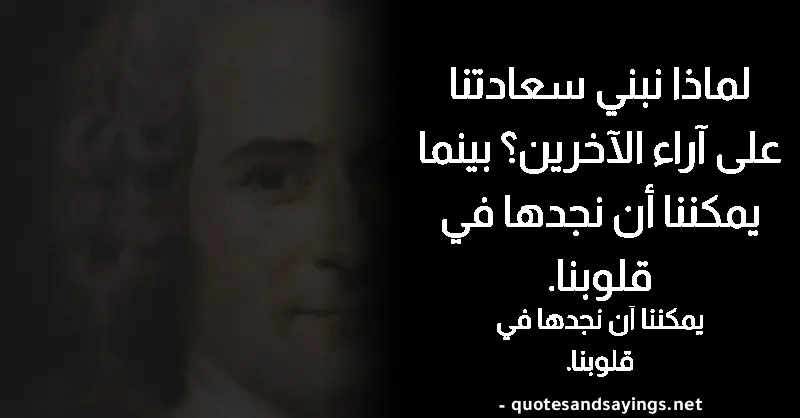 لماذا نبني سعادتنا
على آراء الآخرين؟ بينما
يمكننا أن نجدها في
قلوبنا.
يمكننا أن نجدها في
قلوبنا.
- quotesandsayings.net